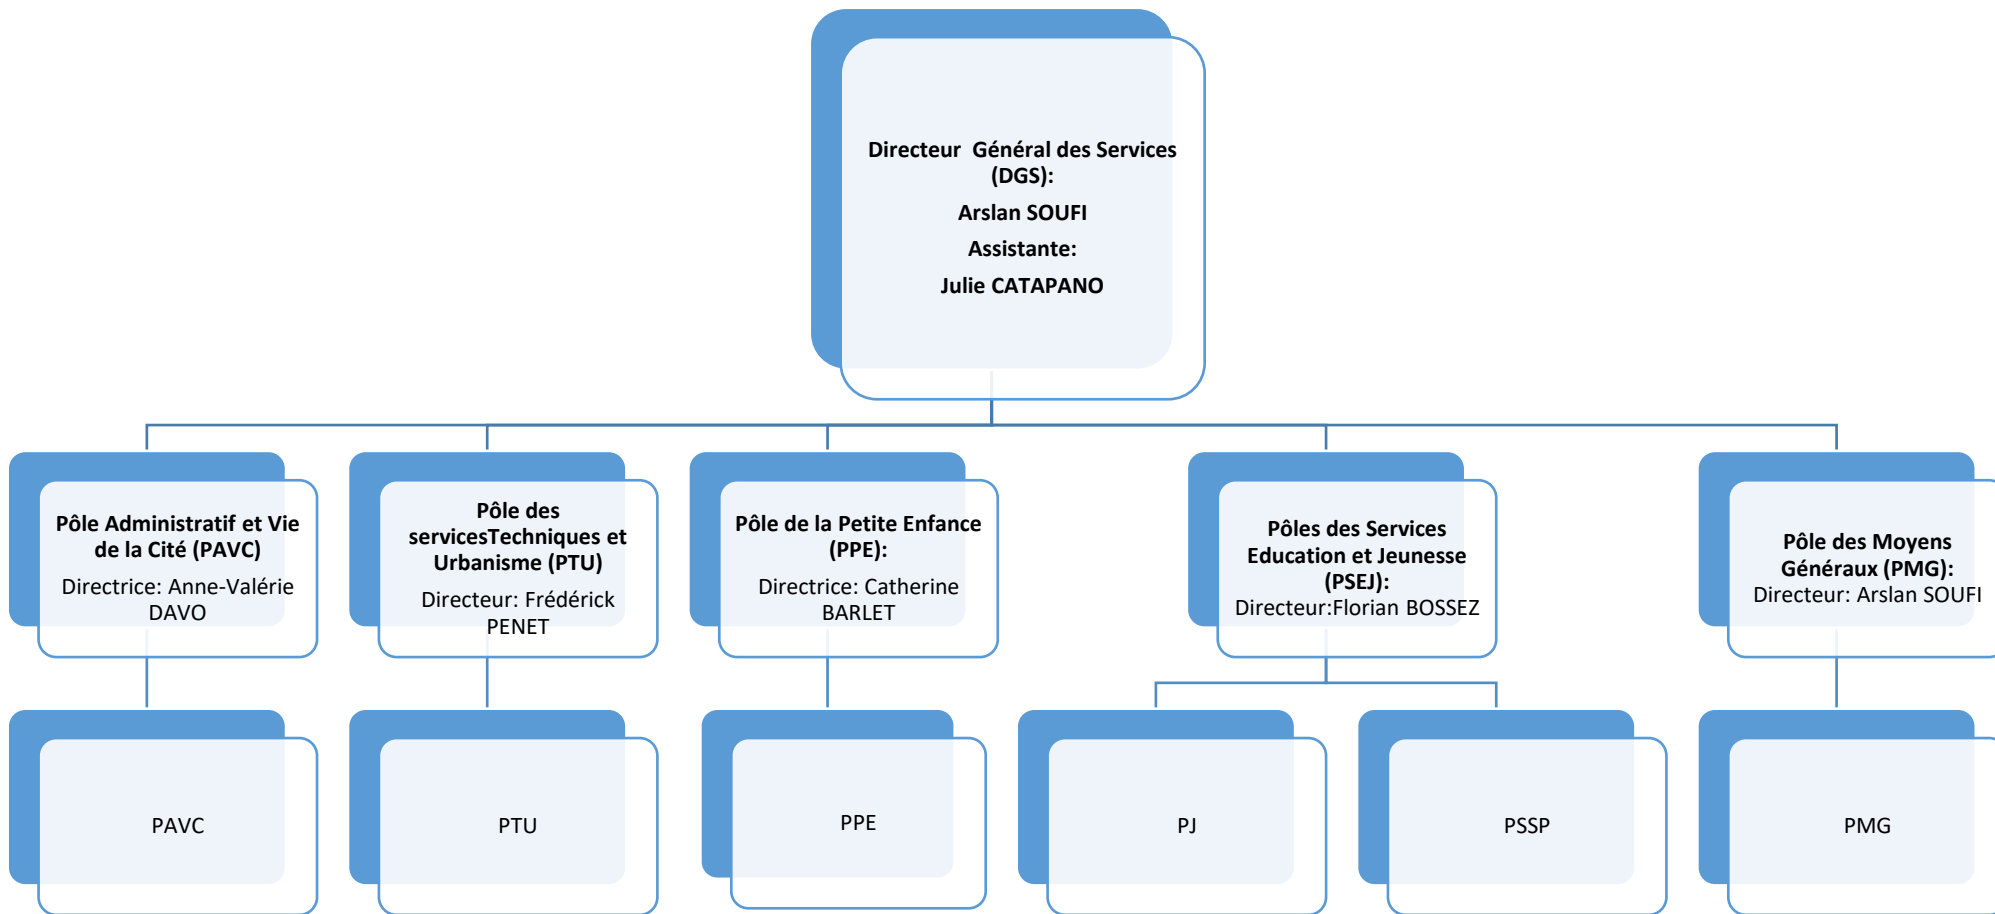 Directeur  Général des Services
(DGS):
Arslan SOUFI
Assistante:
Julie CATAPANO
Pôle Administratif et Vie
de la Cité (PAVC)
Directrice: Anne-Valérie
DAVO
Pôle des
servicesTechniques et
Urbanisme (PTU)
Directeur: Frédérick
PENET
Pôle de la Petite Enfance
(PPE):
Directrice: Catherine
BARLET
Pôles des Services
Education et Jeunesse
(PSEJ):
Directeur:Florian BOSSEZ
Pôle des Moyens
Généraux (PMG):
Directeur: Arslan SOUFI
PAVC
PTU
PPE
PJ
PSSP
PMG